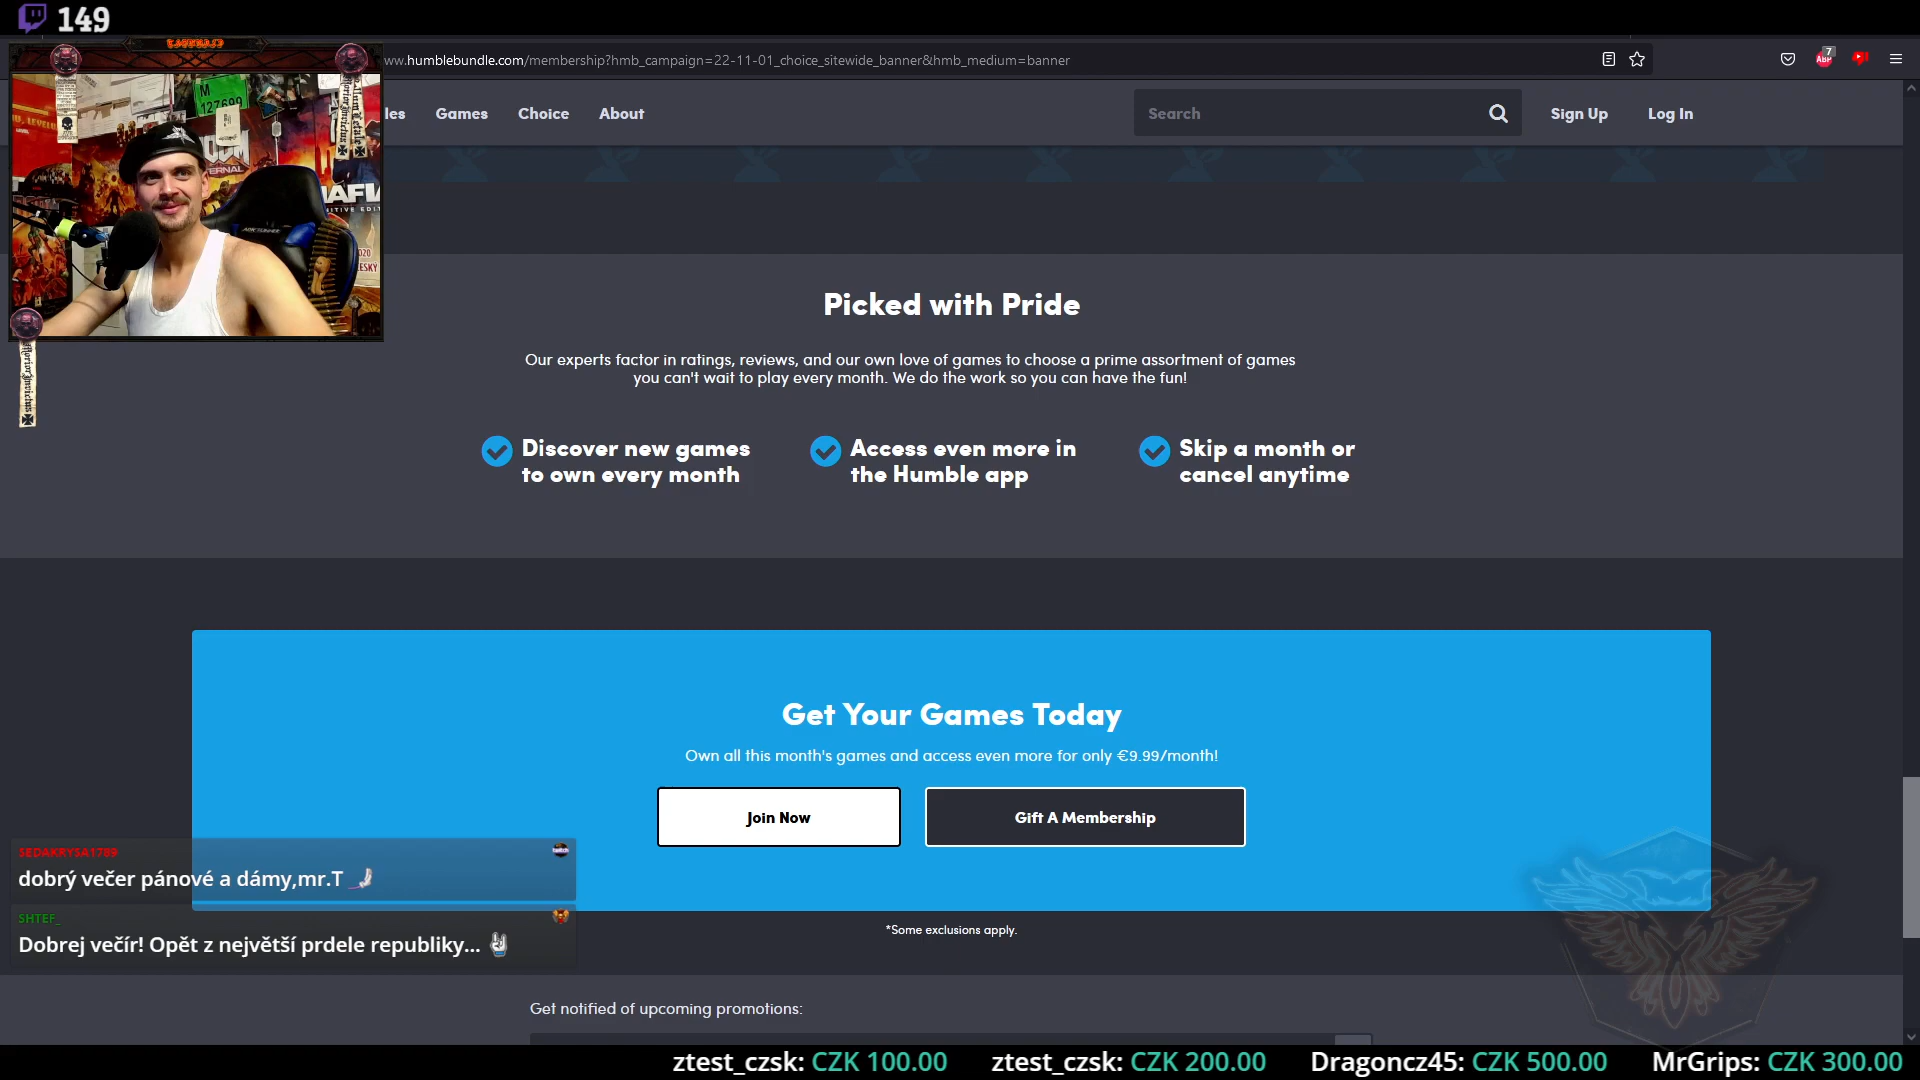 149
www.humblebundle.com/membership?hmb_campaign=22-11-01_choice_sitewide_banner&hmb_medium=banner
7
ABP
les
Games
Choice
About
Search
Sign Up
Log In
M
127699
MAFIA
Picked with Pride
Our experts factor in ratings, reviews, and our own love of games to choose a prime assortment of games
you can't wait to play every month. We do the work so you can have the fun!
Discover new games
to own every month
Access even more in
the Humble app
Skip a month or
cancel anytime
Get Your Games Today
Own all this month's games and access even more for only €9.99/month!
Join Now
Gift A Membership
SEDAKRYSA1789
dobrý večer pánové a dámy,mr.T
SHTEF_
Dobrej večír! Opět z největší prdele republiky...
*Some exclusions apply.
Get notified of upcoming promotions:
ztest_czsk: CZK 100.00
ztest_czsk: CZK 200.00
Dragoncz45: CZK 500.00
MrGrips: CZK 300.00